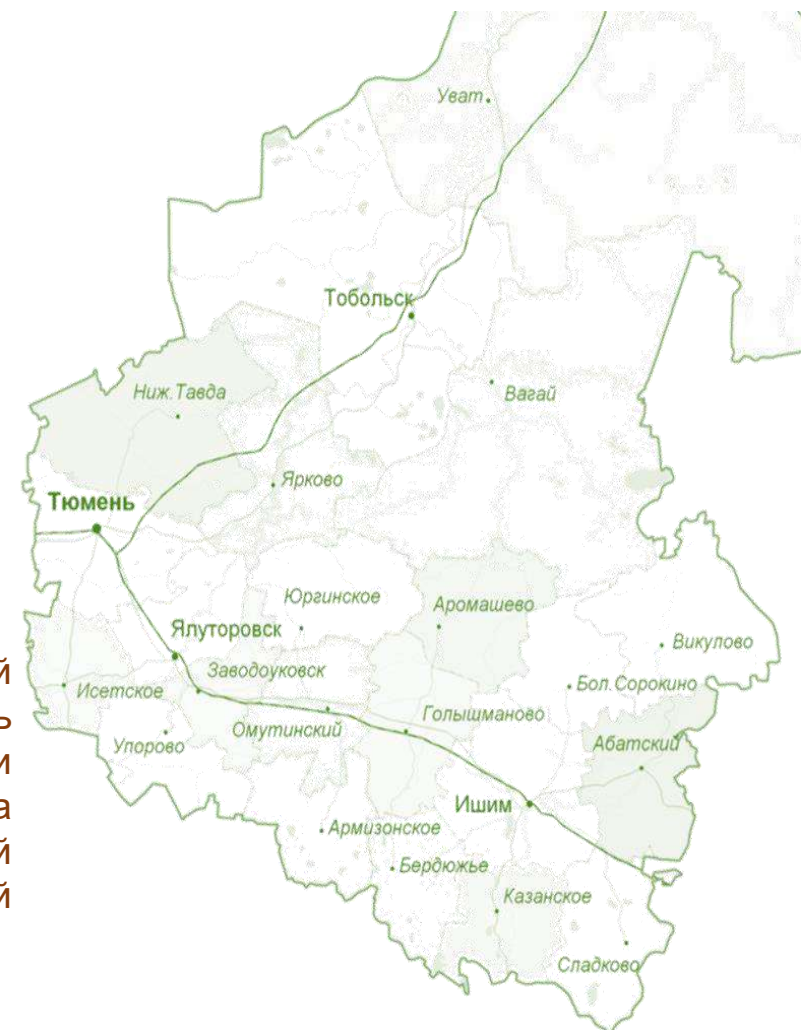 Уват
Тобольск
Ниж.Тавда
Вагай
Ярково
Тюмень
Юргинское
Аромашево
Ялуторовск
Викулово
Заводоуковск
Исетское
Бол.Сорокино
Голышманово
Омутинский
Упорово
Абатский
Ишим
Армизонское
Бердюжье
Казанское
Сладково
й
ь
и
а
й
й